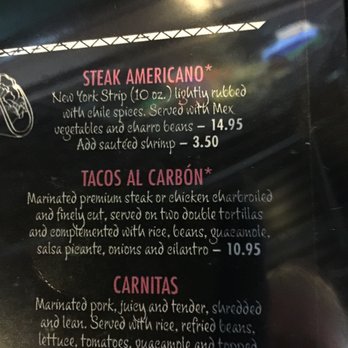 STEAK AMERICANO*
New York Strip (10 oz.) lightly rubbed
with chile spices. Served with Mex
vegetables and charro beans – 14.95
Add sautéed shrimp – 3.50
TACOS AL CARBÓN*
Marinated premium steak or chicken charbroiled
and finely cut, served on two double tortillas
and complemented with rice, beans, guacamole,
salsa picante, onions and cilantro – 10.95
CARNITAS
Marinated pork, juicy and tender, shredded
and lean. Served with rice, refried beans,
lettuce, tomatoes, guacamole and topped